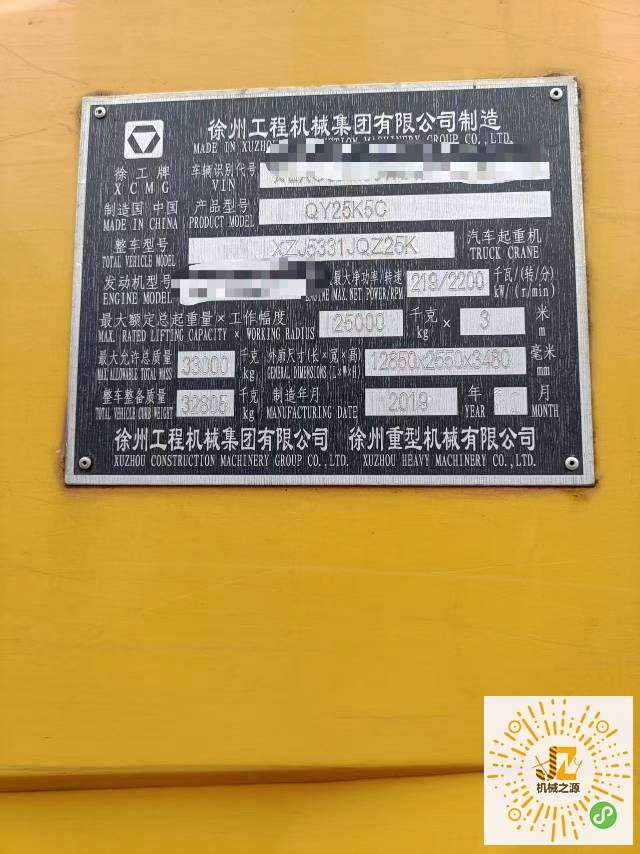 徐州工程机械集团有限公司制造
MADE IN XUZHOU CONSTRUCTION MACHINERY GROUP CO.,LTD.
徐工牌
XCMG
车辆识别代号
VIN
制造国 中国
MADE IN CHINA
产品型号
PRODUCT MODEL
QY25K5C
整车型号
TOTAL VEHICLE MODEL
XZJ5331JQZ25K
汽车起重机
TRUCK CRANE
发动机型号
ENGINE MODEL
最大净功率/转速
ENGINE MAX. NET POWER/RPM
219/2200
千瓦/(转/分)
kW/(r/min)
最大额定总起重量×工作幅度
MAX. RATED LIFTING CAPACITY × WORKING RADIUS
25000
千克
kg
×
3
米
m
最大允许总质量
MAX ALLOWABLE TOTAL MASS
33000
千克
kg
外廓尺寸(长×宽×高)
GENERAL DIMENSIONS (L×W×H)
12850x2550x3480
毫米
mm
整车整备质量
TOTAL VEHICLE CURB WEIGHT
32805
千克
kg
制造年月
MANUFACTURING DATE
2019
年
YEAR
月
MONTH
徐州工程机械集团有限公司 徐州重型机械有限公司
XUZHOU CONSTRUCTION MACHINERY GROUP CO.,LTD. XUZHOU HEAVY MACHINERY CO.,LTD.
JZ
机械之源